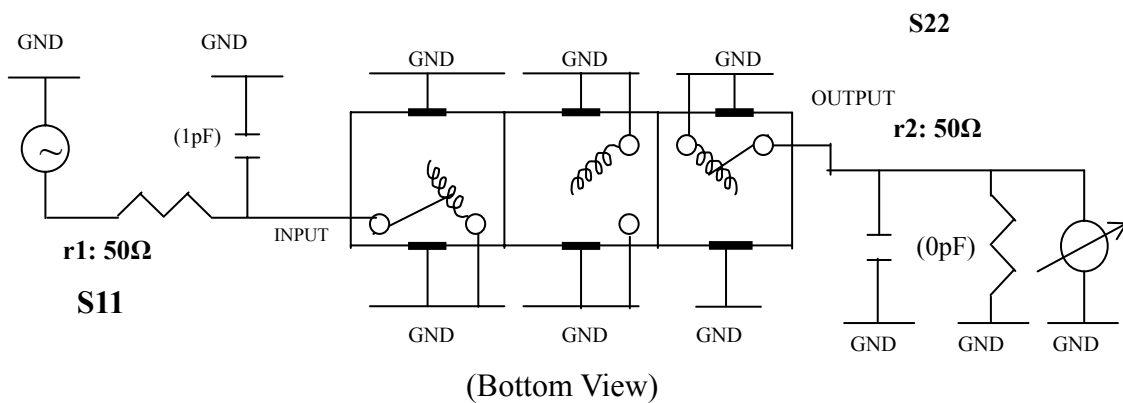 S22
GND
GND
GND
GND
GND
OUTPUT
(1pF)
r2: 50Ω
~
INPUT
r1: 50Ω
(0pF)
S11
GND
GND
GND
GND
GND
GND
(Bottom View)